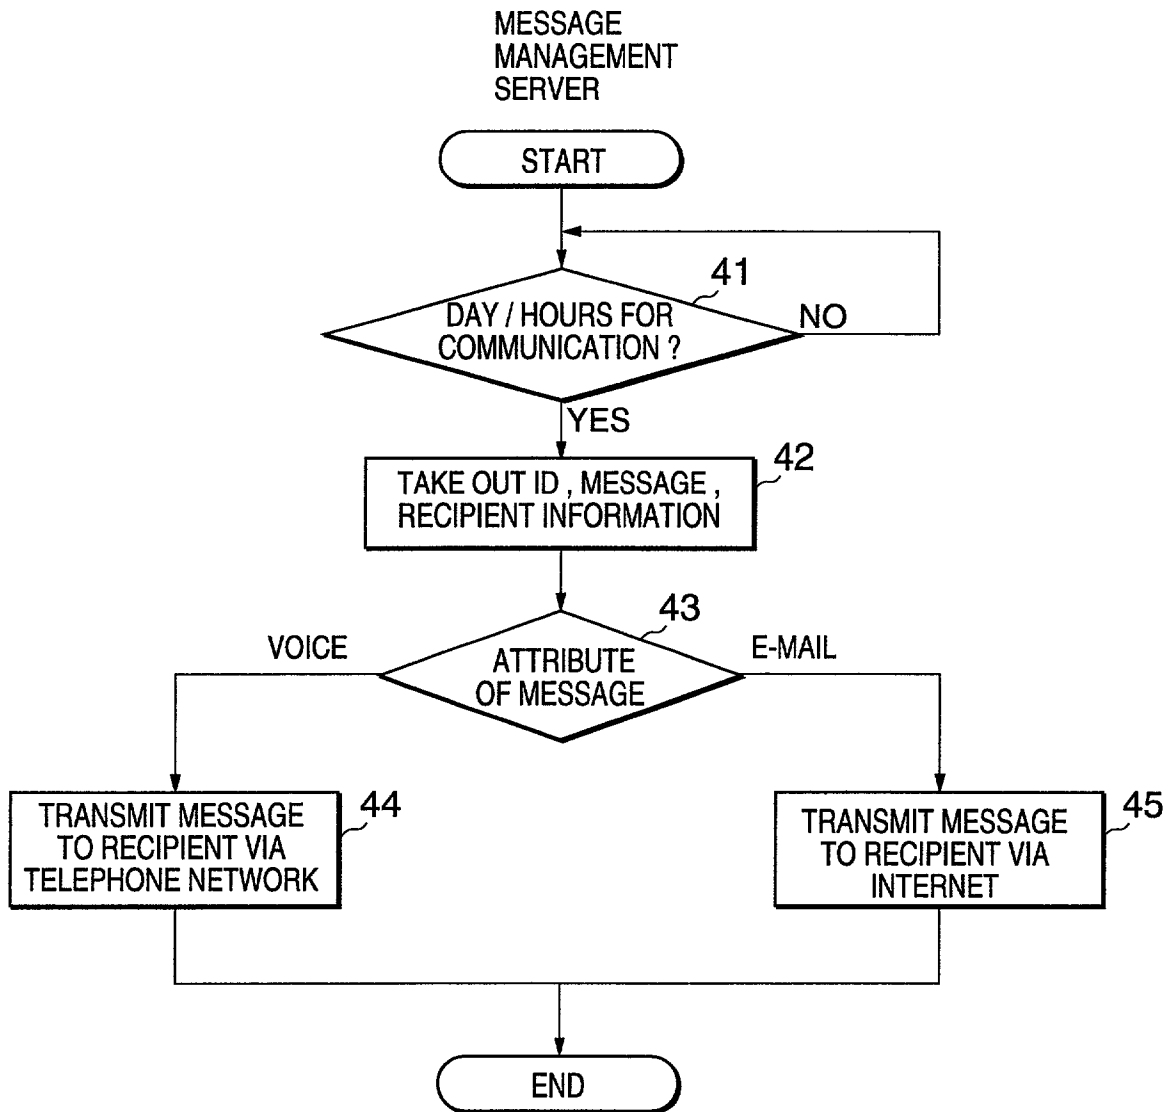 MESSAGE
MANAGEMENT
SERVER
START
41
DAY / HOURS FOR
COMMUNICATION ?
NO
YES
42
TAKE OUT ID , MESSAGE ,
RECIPIENT INFORMATION
43
VOICE
E-MAIL
ATTRIBUTE
OF MESSAGE
44
TRANSMIT MESSAGE
TO RECIPIENT VIA
TELEPHONE NETWORK
45
TRANSMIT MESSAGE
TO RECIPIENT VIA
INTERNET
END